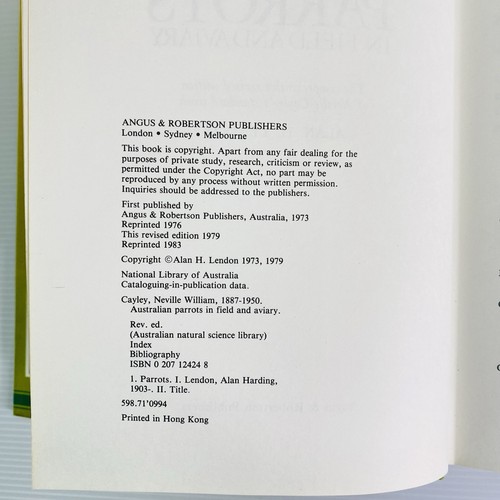 ANGUS & ROBERTSON PUBLISHERS
London • Sydney • Melbourne
This book is copyright. Apart from any fair dealing for the
purposes of private study, research, criticism or review, as
permitted under the Copyright Act, no part may be
reproduced by any process without written permission.
Inquiries should be addressed to the publishers.
First published by
Angus & Robertson Publishers, Australia, 1973
Reprinted 1976
This revised edition 1979
Reprinted 1983
Copyright ©Alan H. Lendon 1973, 1979
National Library of Australia
Cataloguing-in-publication data.
Cayley, Neville William, 1887-1950.
Australian parrots in field and aviary.
Rev. ed.
(Australian natural science library)
Index
Bibliography
ISBN 0 207 12424 8
1. Parrots. I. Lendon, Alan Harding,
1903-. II. Title.
598.71'0994
Printed in Hong Kong